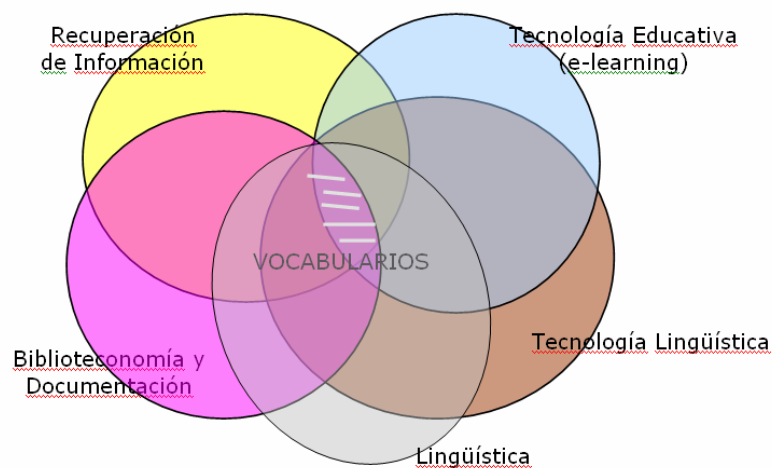 Recuperación
de Información
Tecnología Educativa
(e-learning)
VOCABULARIOS
Tecnología Lingüística
Biblioteconomía y
Documentación
Lingüística